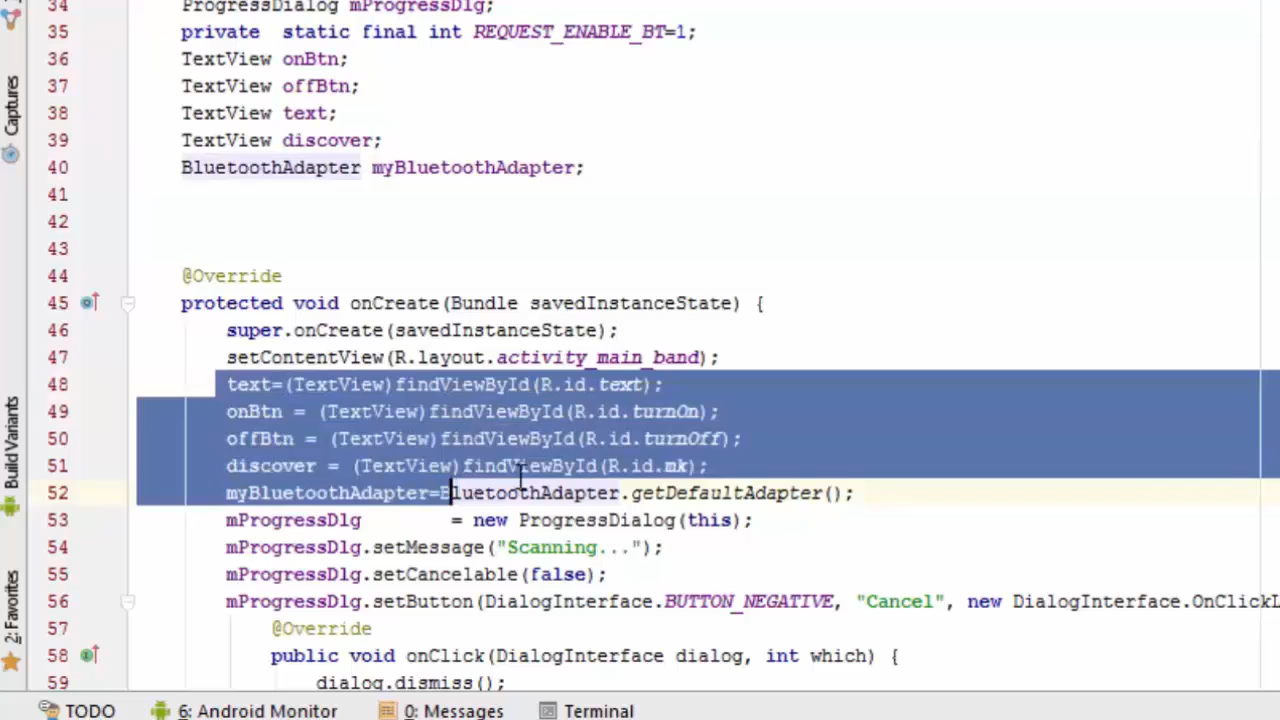 34 ProgressDialog mProgressDlg;
35 private  static final int REQUEST_ENABLE_BT=1;
36 TextView onBtn;
37 TextView offBtn;
38 TextView text;
39 TextView discover;
40 BluetoothAdapter myBluetoothAdapter;
41
42
43
44 @Override
45 protected void onCreate(Bundle savedInstanceState) {
46 super.onCreate(savedInstanceState);
47 setContentView(R.layout.activity_main_band);
48 text=(TextView)findViewById(R.id.text);
49 onBtn = (TextView)findViewById(R.id.turnOn);
50 offBtn = (TextView)findViewById(R.id.turnOff);
51 discover = (TextView)findViewById(R.id.mk);
52 myBluetoothAdapter=BluetoothAdapter.getDefaultAdapter();
53 mProgressDlg        = new ProgressDialog(this);
54 mProgressDlg.setMessage("Scanning...");
55 mProgressDlg.setCancelable(false);
56 mProgressDlg.setButton(DialogInterface.BUTTON_NEGATIVE, "Cancel", new DialogInterface.OnClickL
57 @Override
58 public void onClick(DialogInterface dialog, int which) {
59 dialog.dismiss();
Captures
Build Variants
2: Favorites
TODO 6: Android Monitor 0: Messages Terminal